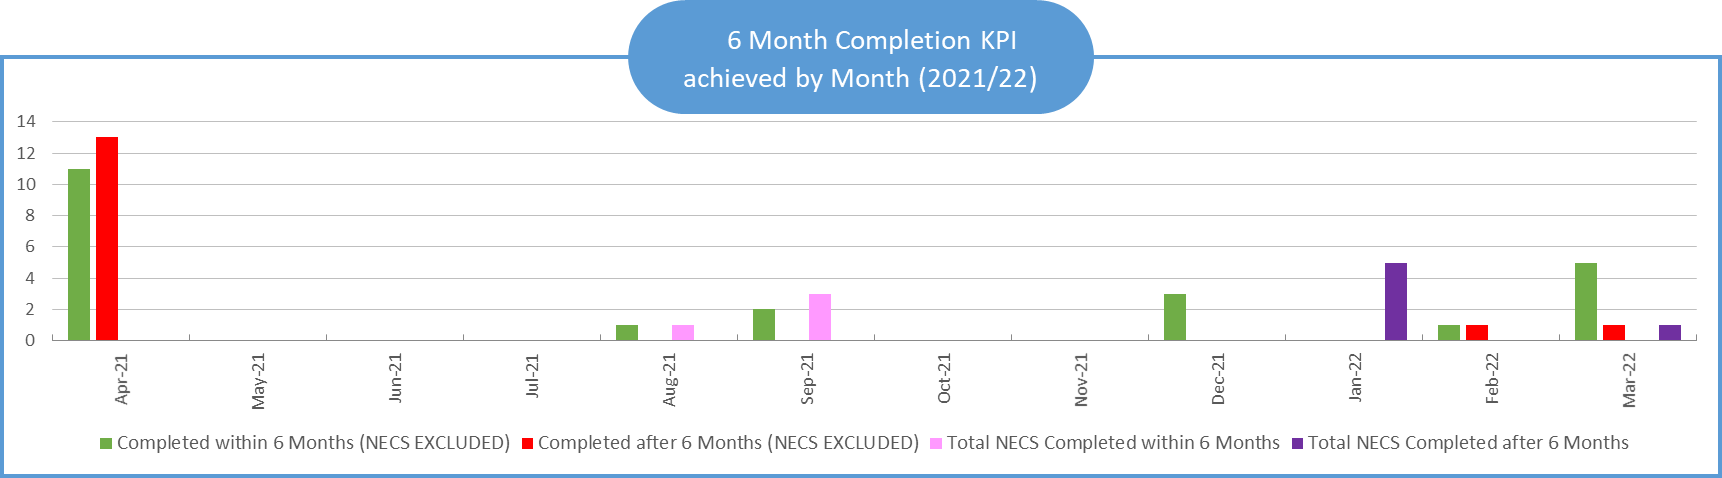 6 Month Completion KPI
achieved by Month (2021/22)
14
12
10
8
6
4
2
0
Apr-21
May-21
Jun-21
Jul-21
Aug-21
Sep-21
Oct-21
Nov-21
Dec-21
Jan-22
Feb-22
Mar-22
Completed within 6 Months (NECS EXCLUDED) Completed after 6 Months (NECS EXCLUDED) Total NECS Completed within 6 Months Total NECS Completed after 6 Months